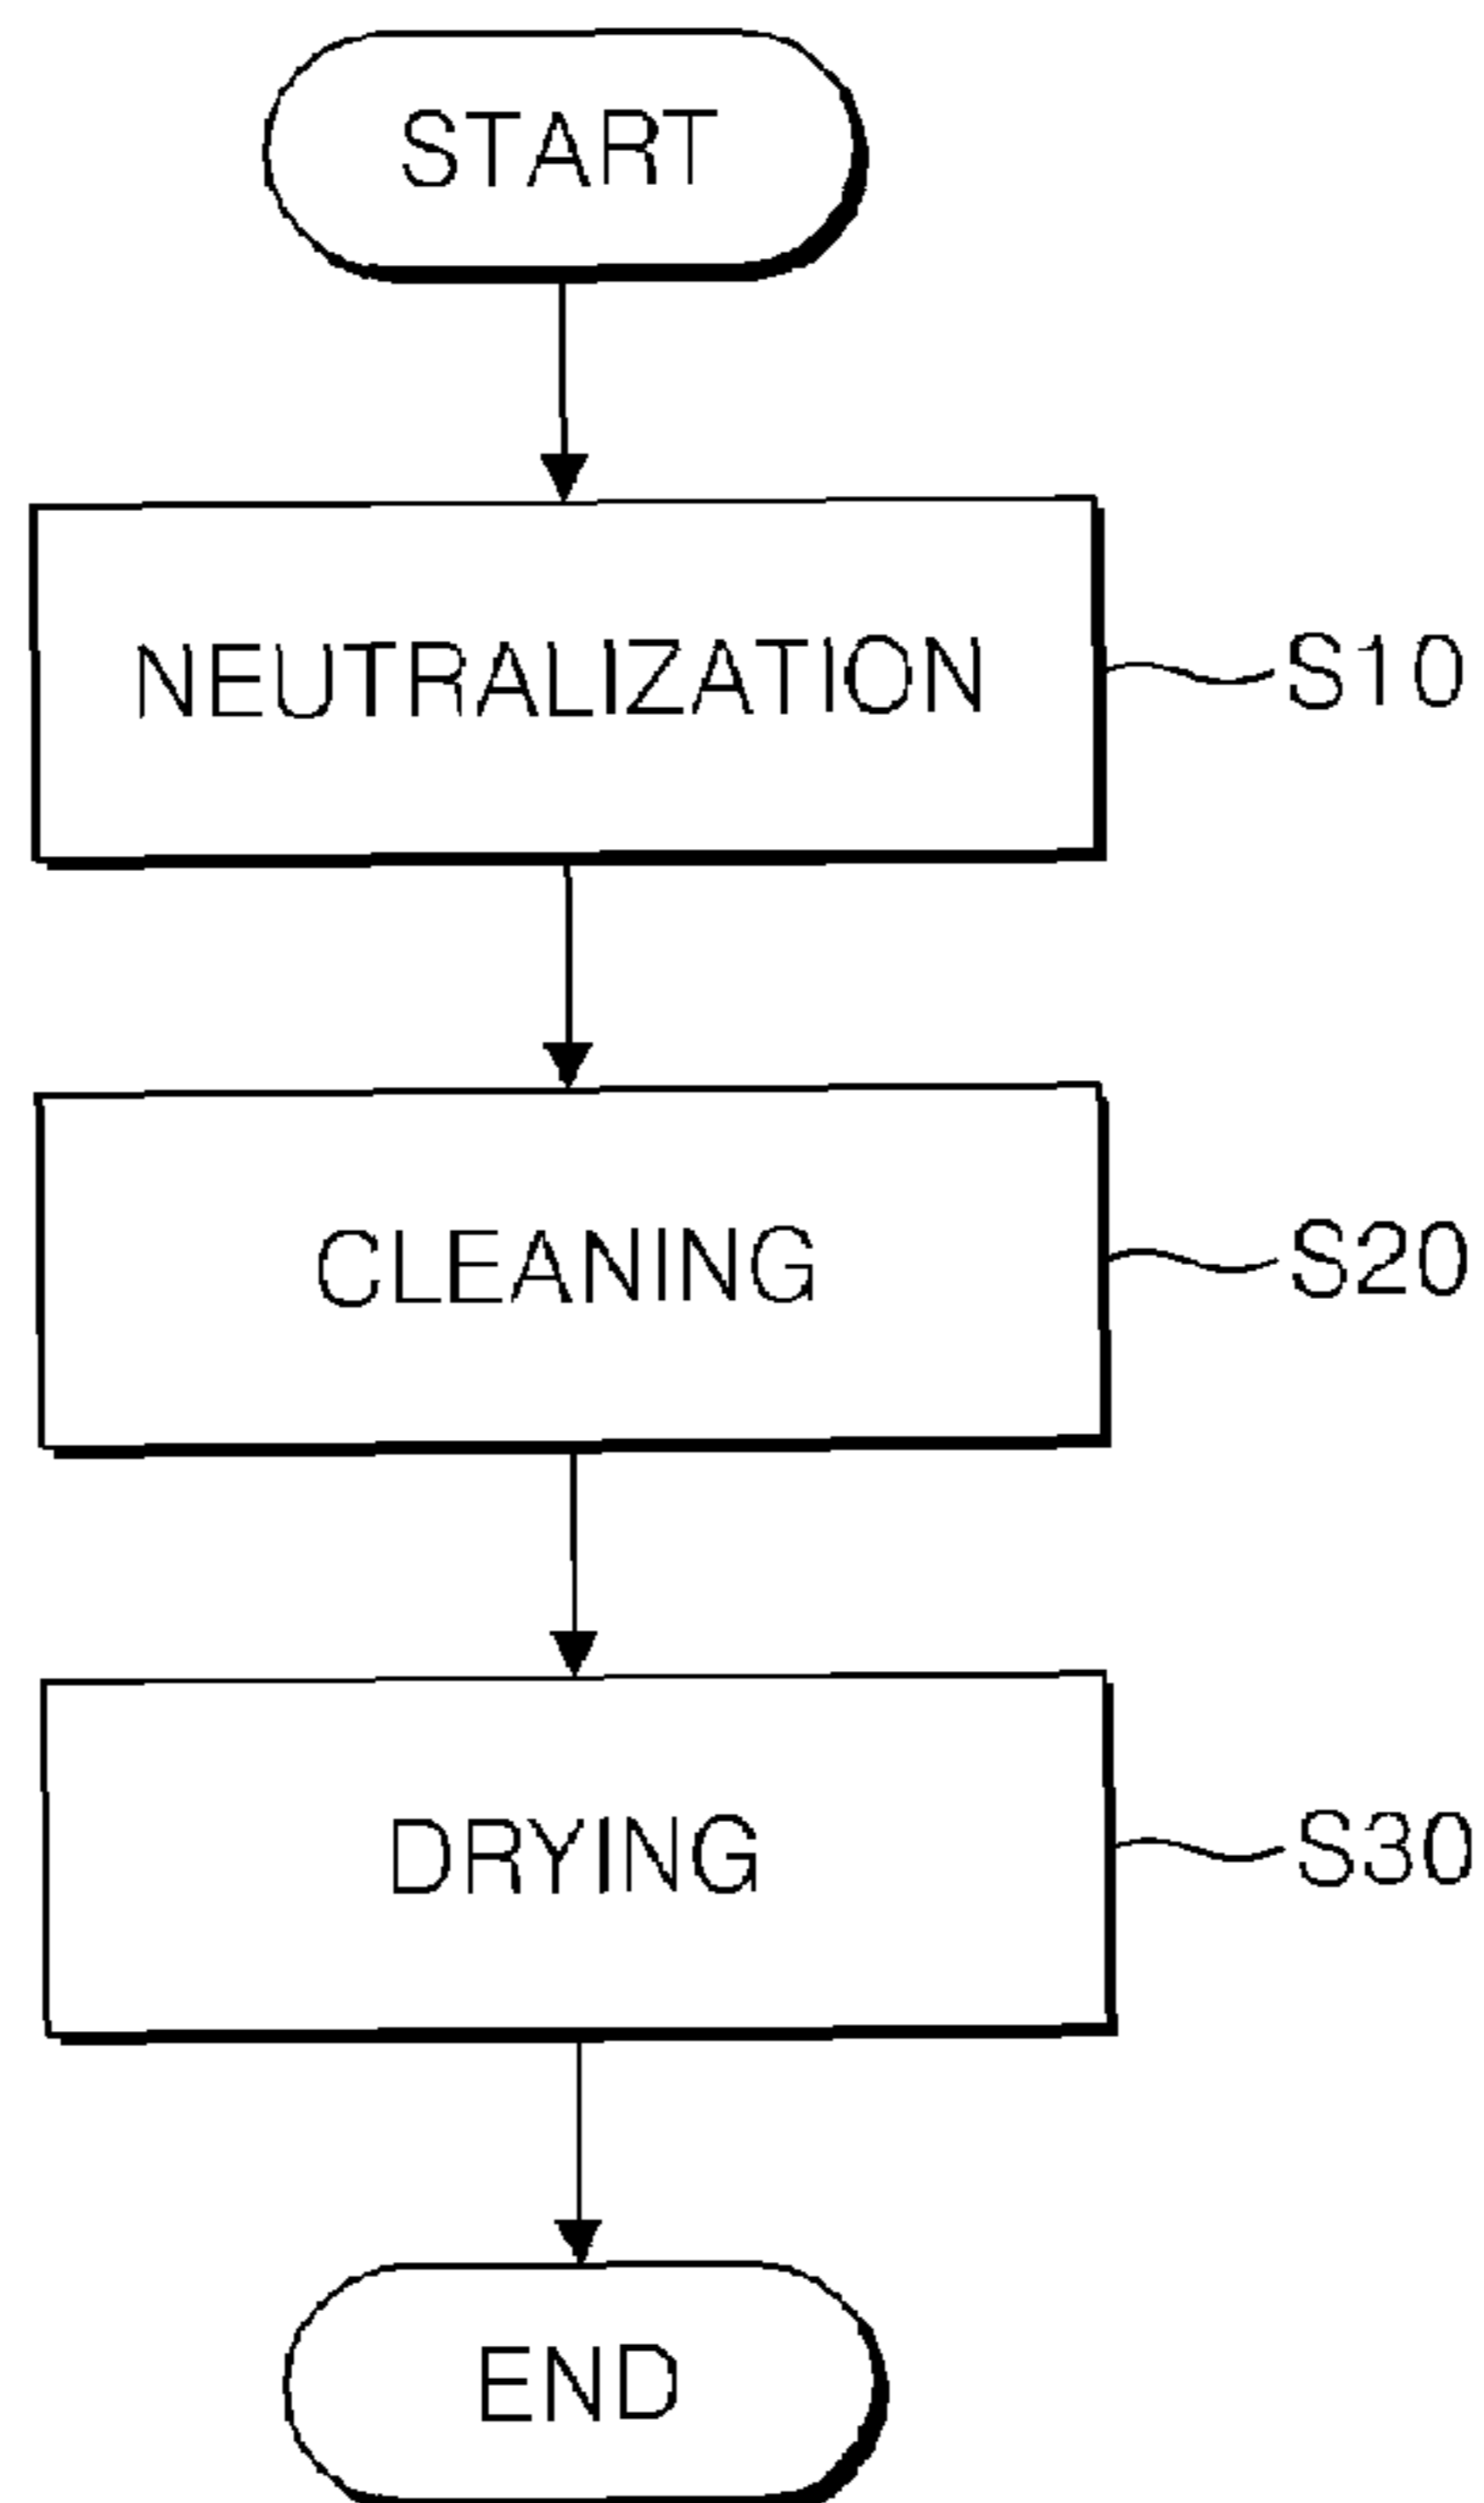 START
NEUTRALIZATION S10
CLEANING S20
DRYING S30
END